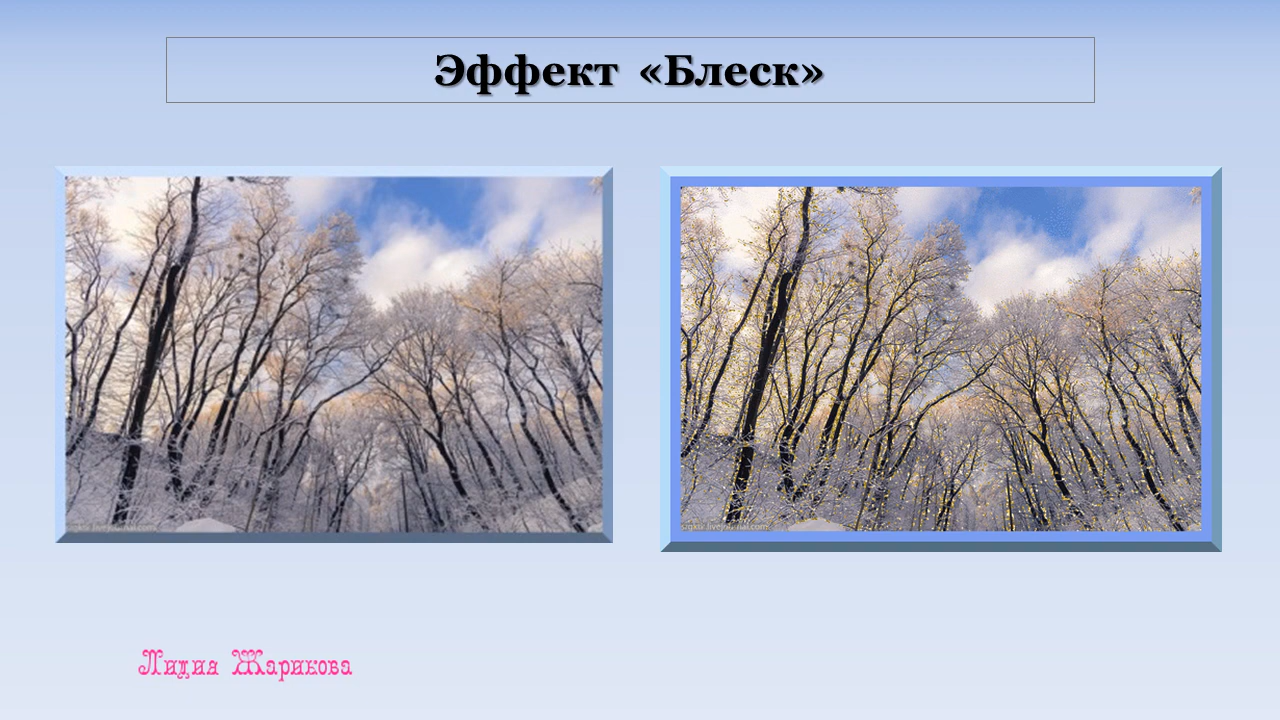 Эффект «Блеск»
Лидия Жарикова